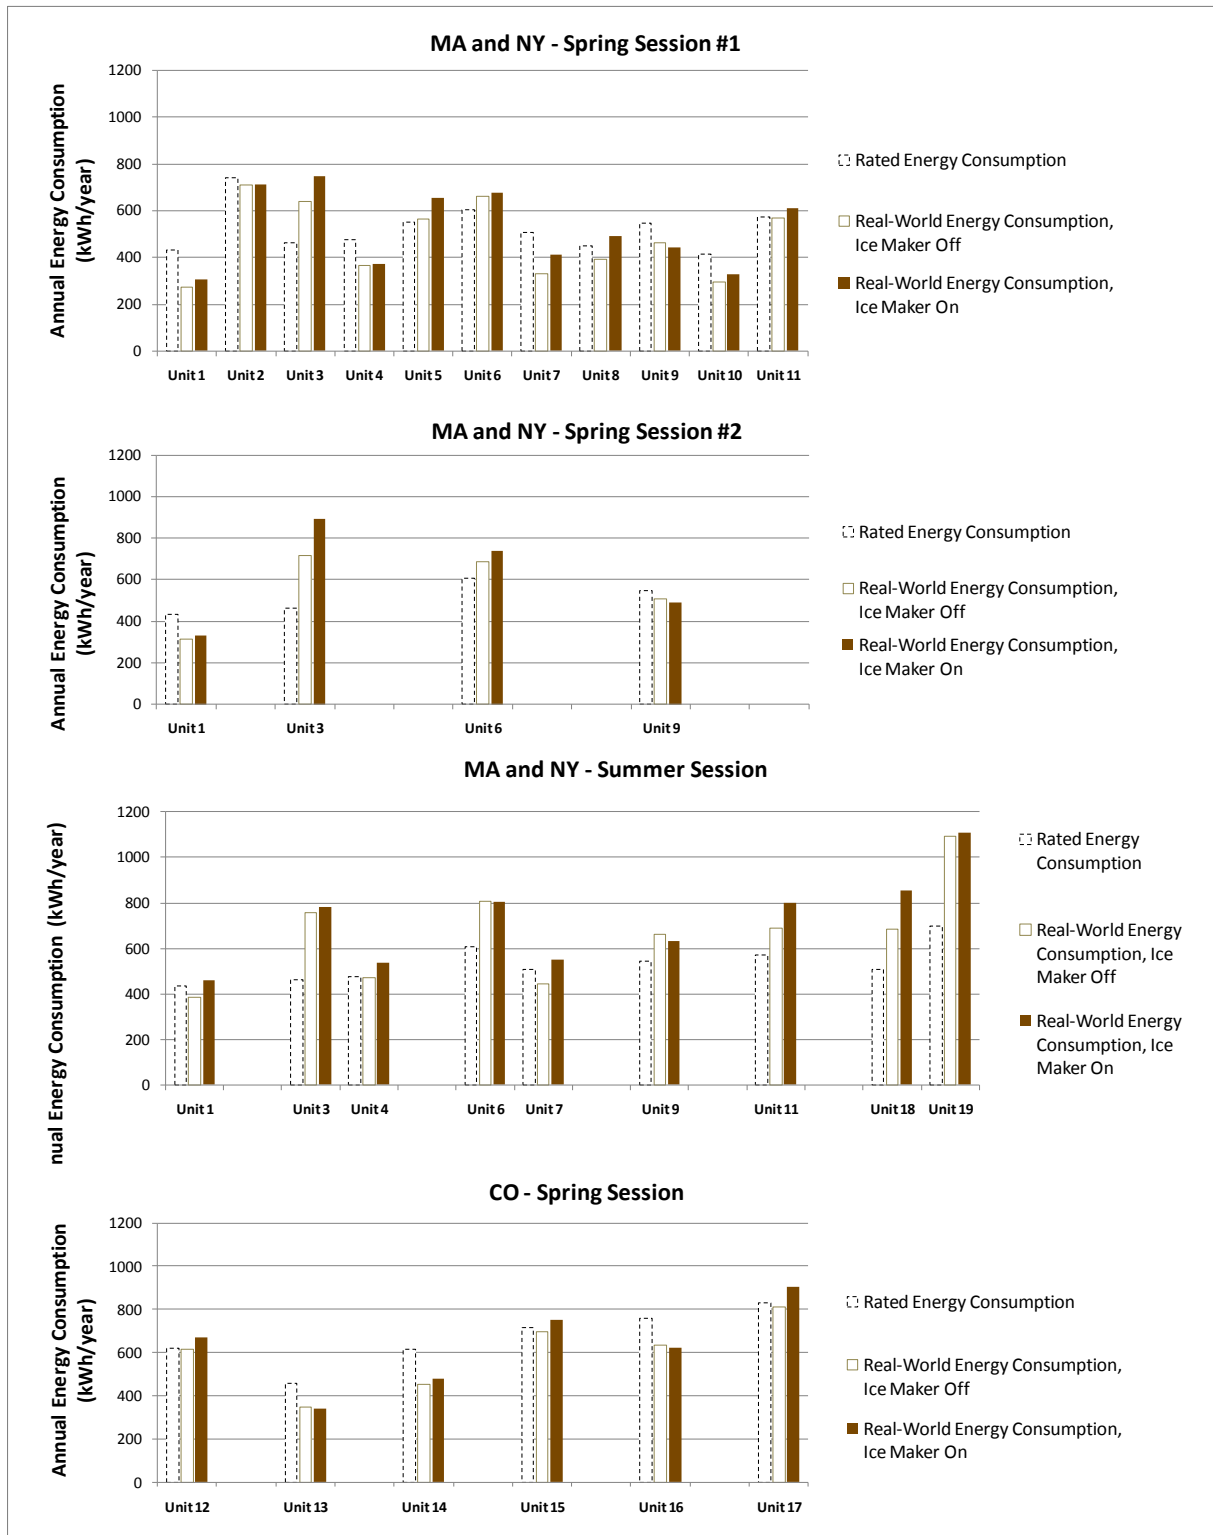 MA and NY - Spring Session #1
Annual Energy Consumption
(kWh/year)
1200
1000
800
600
400
200
0
Unit 1 Unit 2 Unit 3 Unit 4 Unit 5 Unit 6 Unit 7 Unit 8 Unit 9 Unit 10 Unit 11
Rated Energy Consumption
Real-World Energy Consumption,
Ice Maker Off
Real-World Energy Consumption,
Ice Maker On
MA and NY - Spring Session #2
Annual Energy Consumption
(kWh/year)
1200
1000
800
600
400
200
0
Unit 1 Unit 3 Unit 6 Unit 9
Rated Energy Consumption
Real-World Energy Consumption,
Ice Maker Off
Real-World Energy Consumption,
Ice Maker On
MA and NY - Summer Session
nual Energy Consumption (kWh/year)
1200
1000
800
600
400
200
0
Unit 1 Unit 3 Unit 4 Unit 6 Unit 7 Unit 9 Unit 11 Unit 18 Unit 19
Rated Energy
Consumption
Real-World Energy
Consumption, Ice
Maker Off
Real-World Energy
Consumption, Ice
Maker On
CO - Spring Session
Annual Energy Consumption
(kWh/year)
1200
1000
800
600
400
200
0
Unit 12 Unit 13 Unit 14 Unit 15 Unit 16 Unit 17
Rated Energy Consumption
Real-World Energy Consumption,
Ice Maker Off
Real-World Energy Consumption,
Ice Maker On